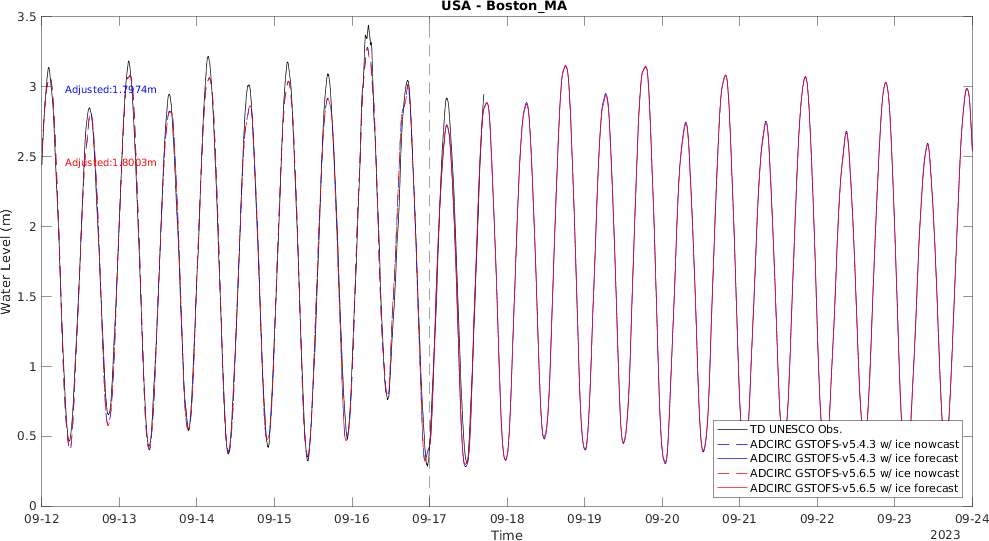 USA - Boston_MA
3.5
3
2.5
2
1.5
1
0.5
0
Water Level (m)
Adjusted:1.7974m
Adjusted:1.8003m
TD UNESCO Obs.
ADCIRC GSTOFS-v5.4.3 w/ ice nowcast
ADCIRC GSTOFS-v5.4.3 w/ ice forecast
ADCIRC GSTOFS-v5.6.5 w/ ice nowcast
ADCIRC GSTOFS-v5.6.5 w/ ice forecast
09-12 09-13 09-14 09-15 09-16 09-17 09-18 09-19 09-20 09-21 09-22 09-23 09-24
Time
2023